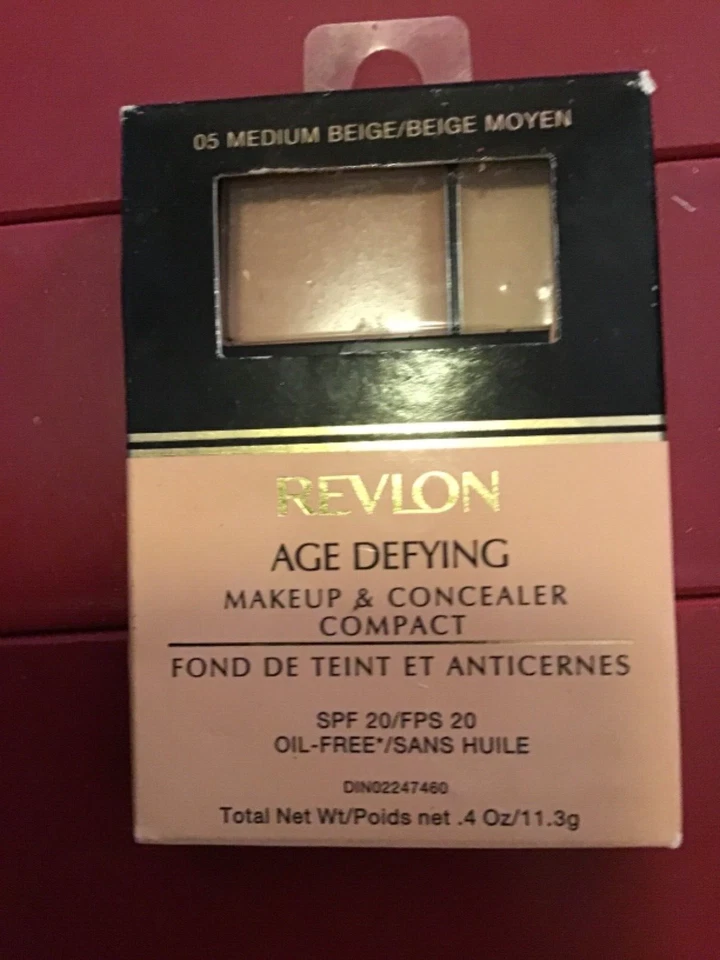 05 MEDIUM BEIGE/BEIGE MOYEN
REVLON
AGE DEFYING
MAKEUP & CONCEALER
COMPACT
FOND DE TEINT ET ANTICERNES
SPF 20/FPS 20
OIL-FREE*/SANS HUILE
DIN02247460
Total Net Wt/Poids net .4 Oz/11.3g